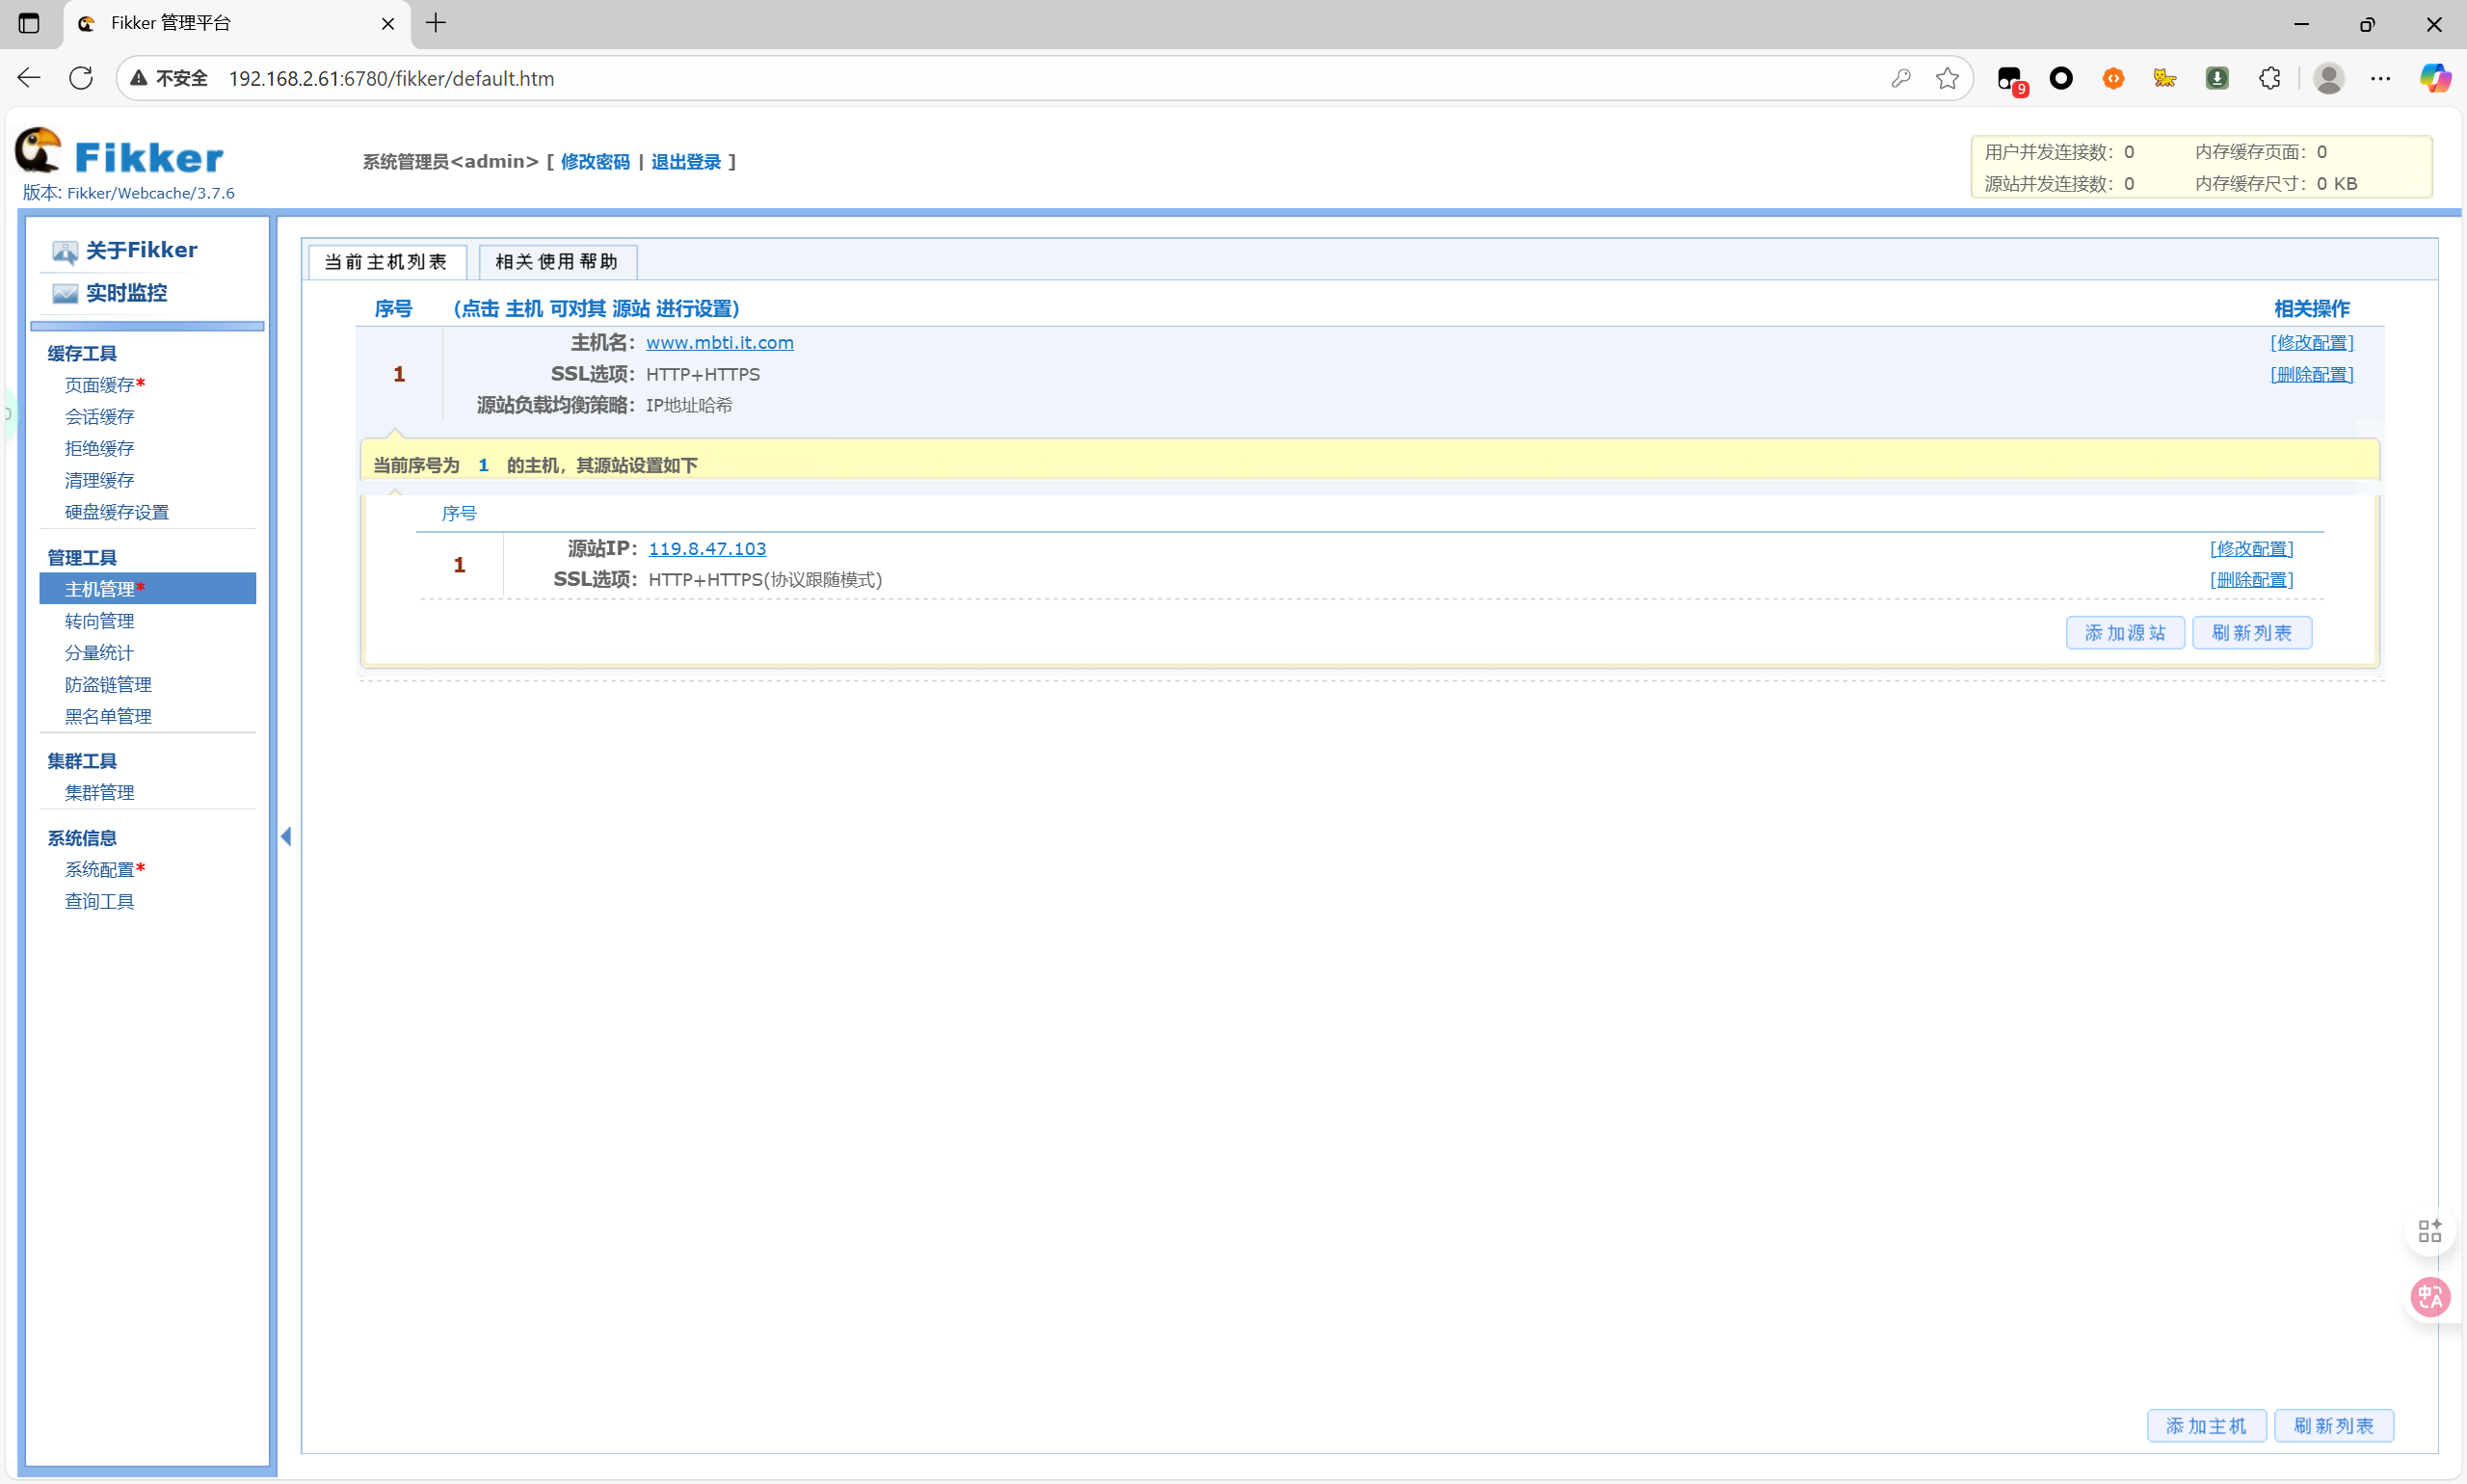 Fikker 管理平台
不安全 192.168.2.61:6780/fikker/default.htm
9
Fikker
版本: Fikker/Webcache/3.7.6
系统管理员<admin> [ 修改密码 | 退出登录 ]
用户并发连接数: 0 内存缓存页面: 0
源站并发连接数: 0 内存缓存尺寸: 0 KB
关于Fikker
实时监控
缓存工具
页面缓存*
会话缓存
拒绝缓存
清理缓存
硬盘缓存设置
管理工具
主机管理*
转向管理
分量统计
防盗链管理
黑名单管理
集群工具
集群管理
系统信息
系统配置*
查询工具
当前主机列表 相关使用帮助
序号 (点击 主机 可对其 源站 进行设置) 相关操作
1
主机名: www.mbti.it.com [修改配置]
SSL选项: HTTP+HTTPS [删除配置]
源站负载均衡策略: IP地址哈希
当前序号为 1 的主机，其源站设置如下
序号
1
源站IP: 119.8.47.103 [修改配置]
SSL选项: HTTP+HTTPS(协议跟随模式) [删除配置]
添加源站 刷新列表
添加主机 刷新列表